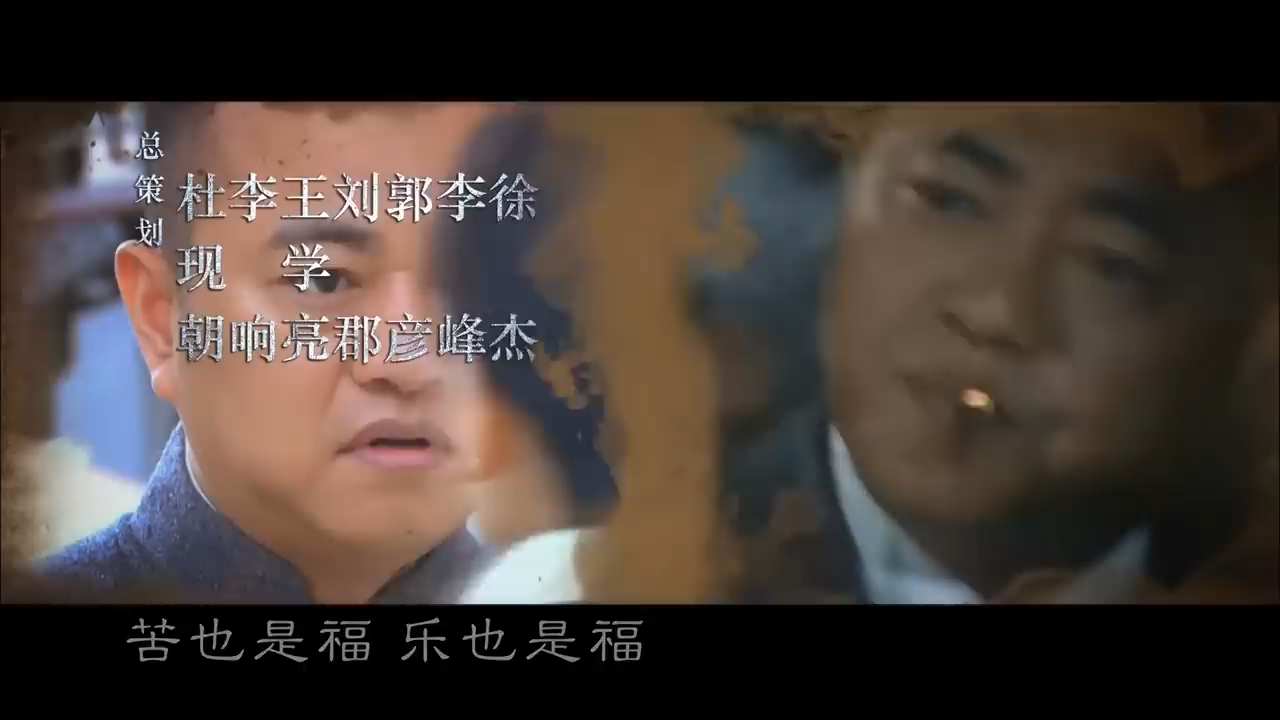 总策划
杜现朝
李响
王学亮
刘郡
郭彦
李峰
徐杰
苦也是福 乐也是福